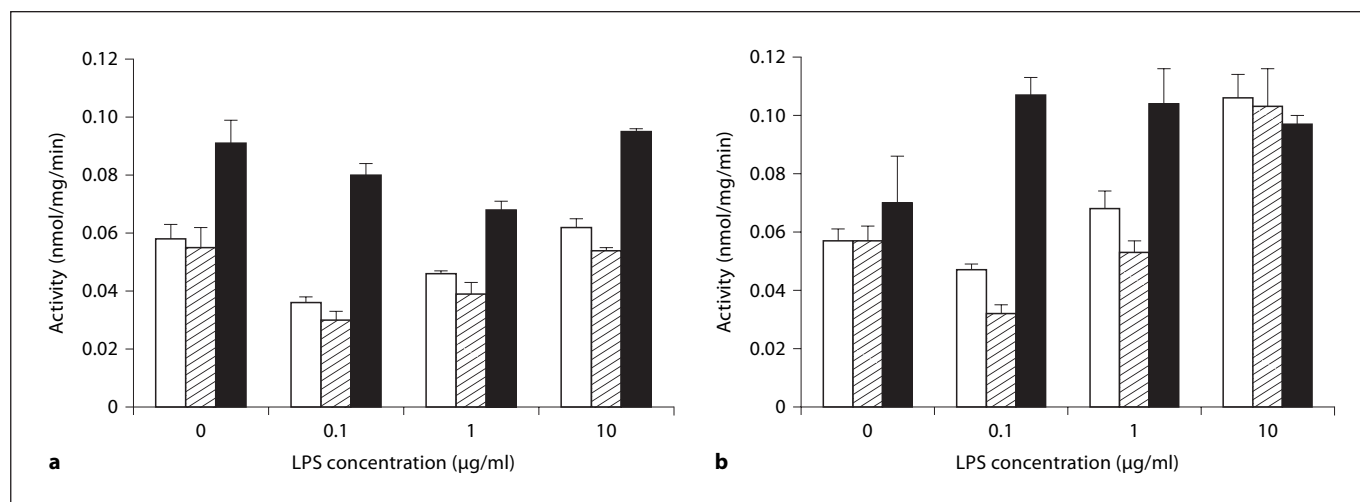 0.12
0.10
0.08
0.06
0.04
0.02
0
Activity (nmol/mg/min)
0 0.1 1 10
LPS concentration (µg/ml)
a
0.12
0.10
0.08
0.06
0.04
0.02
0
Activity (nmol/mg/min)
0 0.1 1 10
LPS concentration (µg/ml)
b